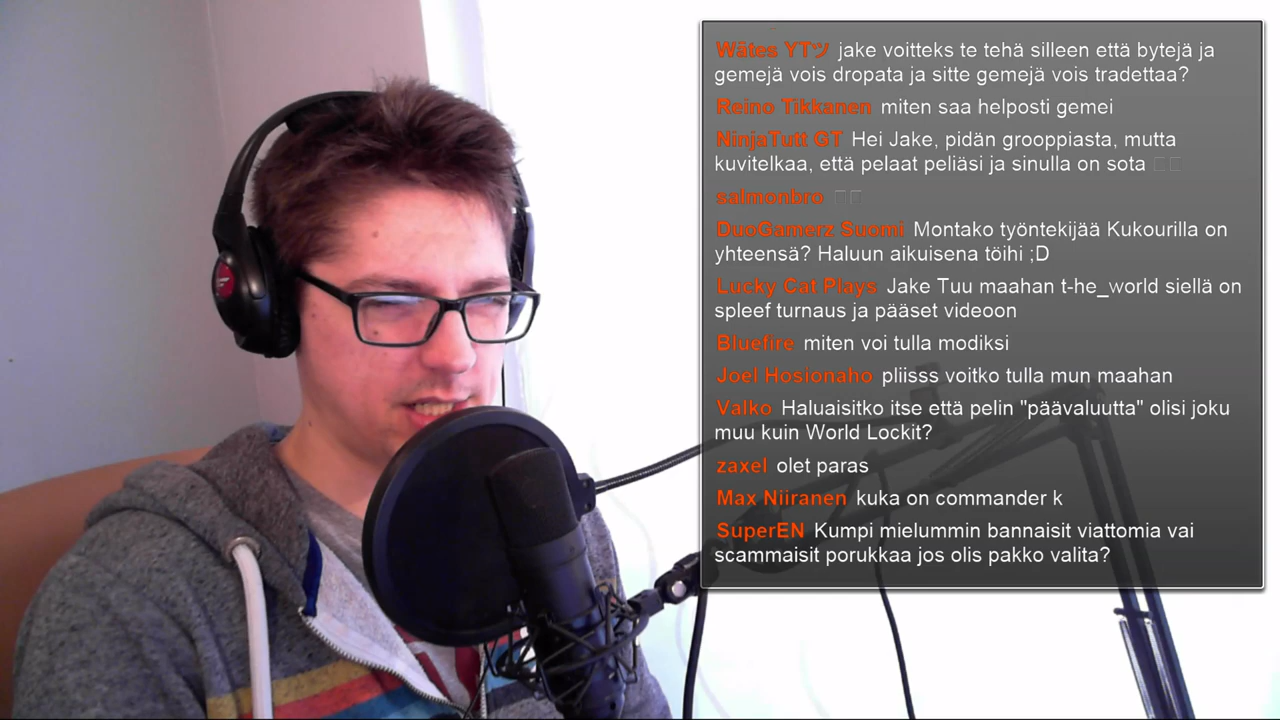 Wātes YTツ jake voitteks te tehä silleen että bytejä ja
gemejä vois dropata ja sitte gemejä vois tradettaa?
Reino Tikkanen miten saa helposti gemei
NinjaTutt GT Hei Jake, pidän grooppiasta, mutta
kuvitelkaa, että pelaat peliäsi ja sinulla on sota
salmonbro
DuoGamerz Suomi Montako työntekijää Kukourilla on
yhteensä? Haluun aikuisena töihi ;D
Lucky Cat Plays Jake Tuu maahan t-he_world siellä on
spleef turnaus ja pääset videoon
Bluefire miten voi tulla modiksi
Joel Hosionaho pliisss voitko tulla mun maahan
Valko Haluaisitko itse että pelin "päävaluutta" olisi joku
muu kuin World Lockit?
zaxel olet paras
Max Niiranen kuka on commander k
SuperEN Kumpi mielummin bannaisit viattomia vai
scammaisit porukkaa jos olis pakko valita?